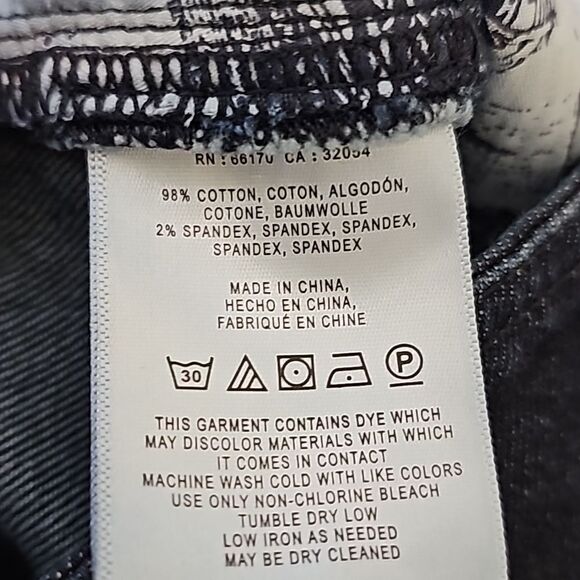 RN : 66170 CA : 32054
98% COTTON, COTON, ALGODÓN,
COTONE, BAUMWOLLE
2% SPANDEX, SPANDEX, SPANDEX,
SPANDEX, SPANDEX
MADE IN CHINA,
HECHO EN CHINA,
FABRIQUÉ EN CHINE
30 P
THIS GARMENT CONTAINS DYE WHICH
MAY DISCOLOR MATERIALS WITH WHICH
IT COMES IN CONTACT
MACHINE WASH COLD WITH LIKE COLORS
USE ONLY NON-CHLORINE BLEACH
TUMBLE DRY LOW
LOW IRON AS NEEDED
MAY BE DRY CLEANED